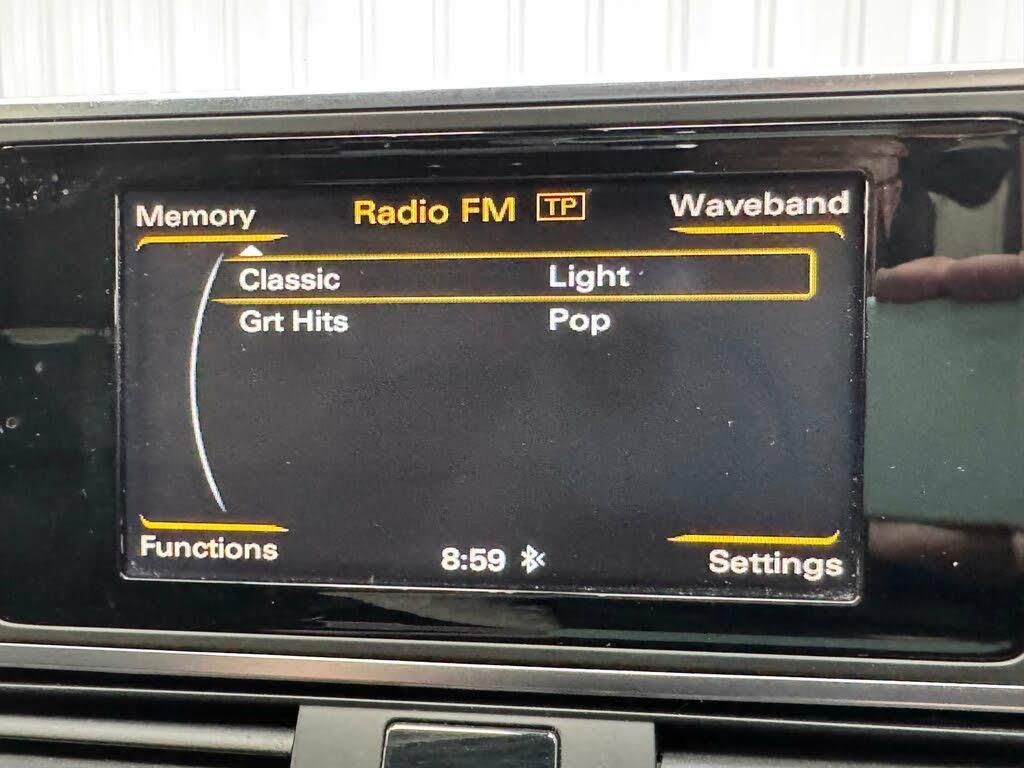 Memory Radio FM TP Waveband
Classic Light
Grt Hits Pop
Functions 8:59 Settings